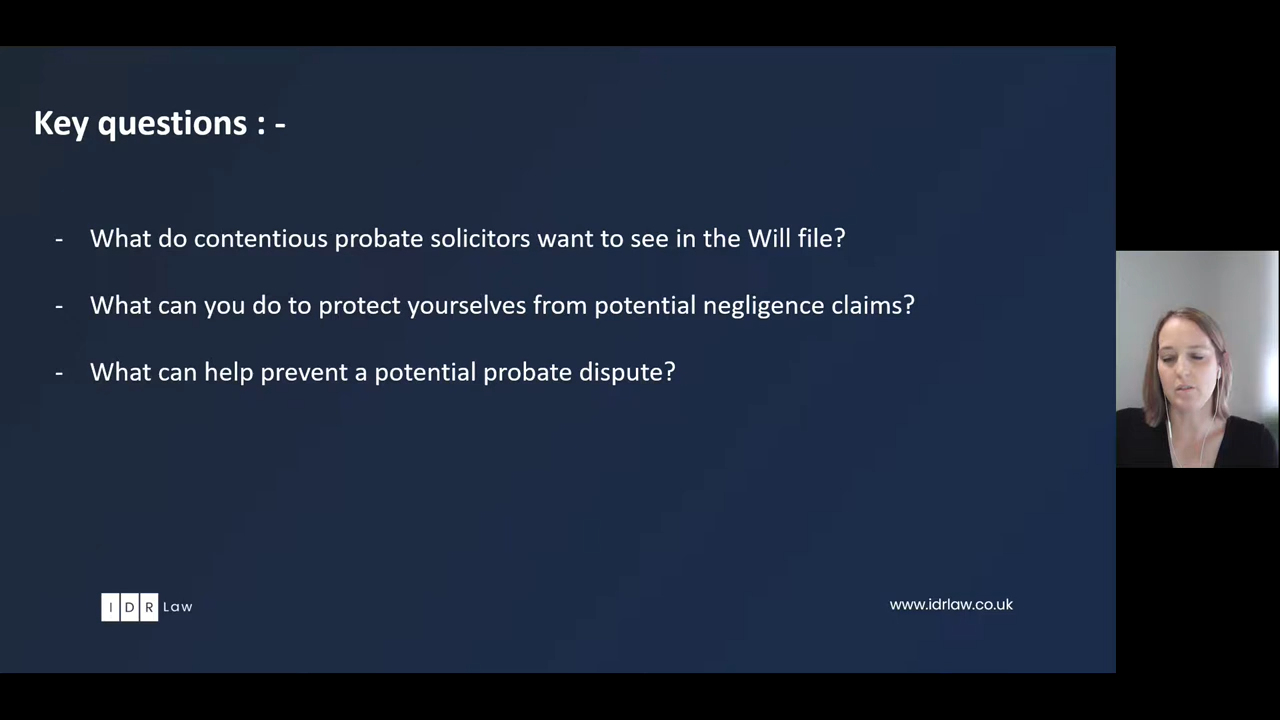 Key questions : -
- What do contentious probate solicitors want to see in the Will file?
- What can you do to protect yourselves from potential negligence claims?
- What can help prevent a potential probate dispute?
IDR Law
www.idrlaw.co.uk